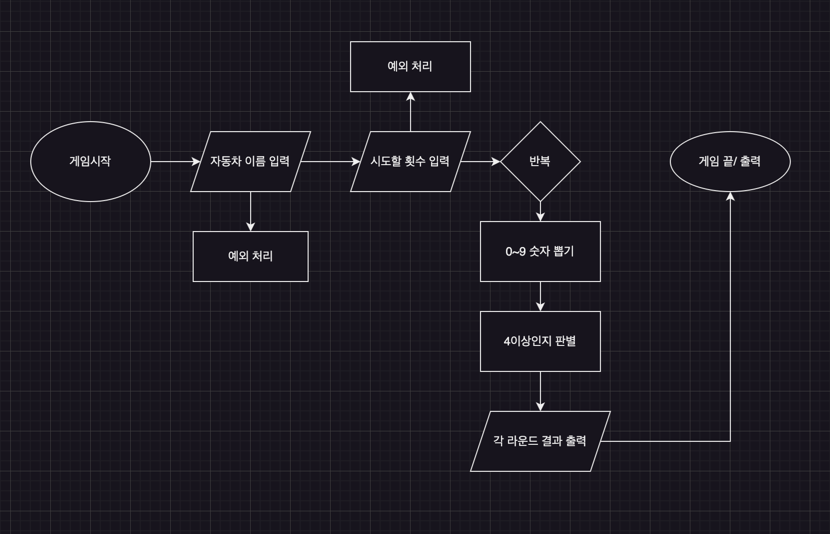 예외 처리
게임시작
자동차 이름 입력
시도할 횟수 입력
반복
게임 끝/ 출력
예외 처리
0~9 숫자 뽑기
4이상인지 판별
각 라운드 결과 출력